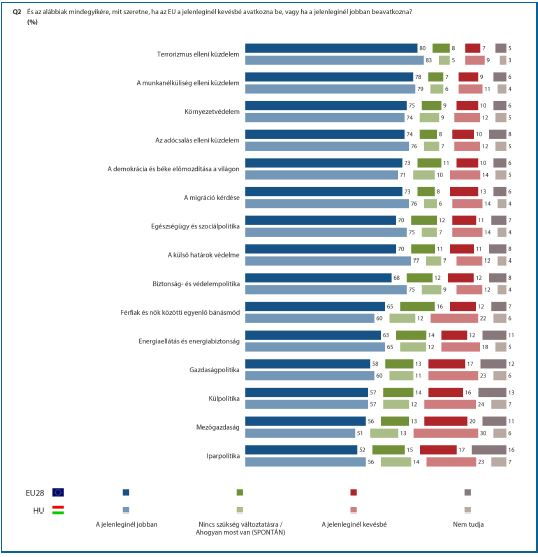 Q2 És az alábbiak mindegyikére, mit szeretne, ha az EU a jelenleginél kevésbé avatkozna be, vagy ha a jelenleginél jobban beavatkozna?
(%)
Terrorizmus elleni küzdelem 80 8 7 5
83 5 9 3
A munkanélküliség elleni küzdelem 78 7 9 6
79 6 11 4
Környezetvédelem 75 9 10 6
74 9 12 5
Az adócsalás elleni küzdelem 74 8 10 8
76 7 12 5
A demokrácia és béke előmozdítása a világon 73 11 10 6
71 10 14 5
A migráció kérdése 73 8 13 6
76 6 14 4
Egészségügy és szociálpolitika 70 12 11 7
75 7 14 4
A külső határok védelme 70 11 11 8
77 7 12 4
Biztonság- és védelempolitika 68 12 12 8
75 9 12 4
Férfiak és nők közötti egyenlő bánásmód 65 16 12 7
60 12 22 6
Energiaellátás és energiabiztonság 63 14 12 11
65 12 18 5
Gazdaságpolitika 58 13 17 12
60 11 23 6
Külpolitika 57 14 16 13
57 12 24 7
Mezőgazdaság 56 13 20 11
51 13 30 6
Iparpolitika 52 15 17 16
56 14 23 7
EU28
HU
A jelenleginél jobban
Nincs szükség változtatásra /
Ahogyan most van (SPONTÁN)
A jelenleginél kevésbé
Nem tudja